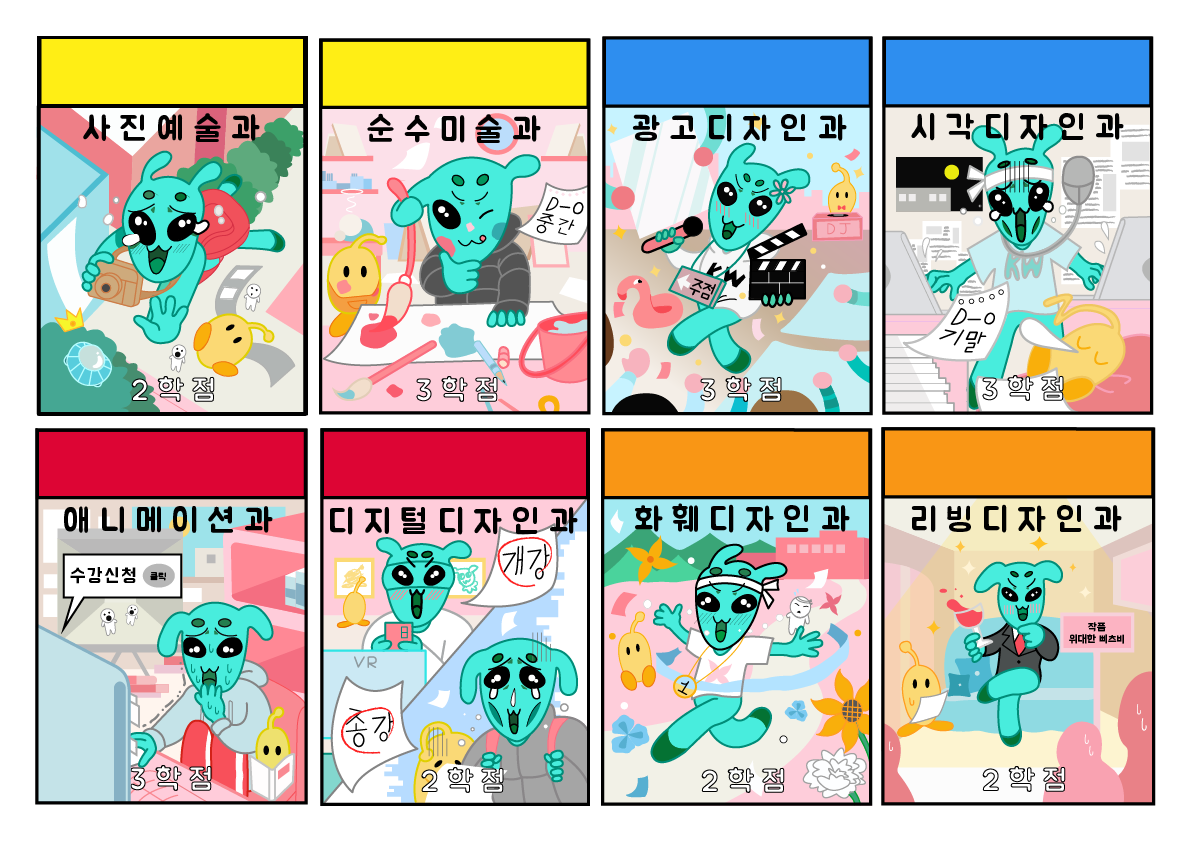 사진예술과
2학점
순수미술과
D-0
중간
3학점
광고디자인과
주점
KW
DJ
3학점
시각디자인과
KW
D-0
기말
3학점
애니메이션과
수강신청 클릭
3학점
디지털디자인과
개강
VR
종강
2학점
화훼디자인과
1
2학점
리빙디자인과
작품
위대한 삐츠비
2학점